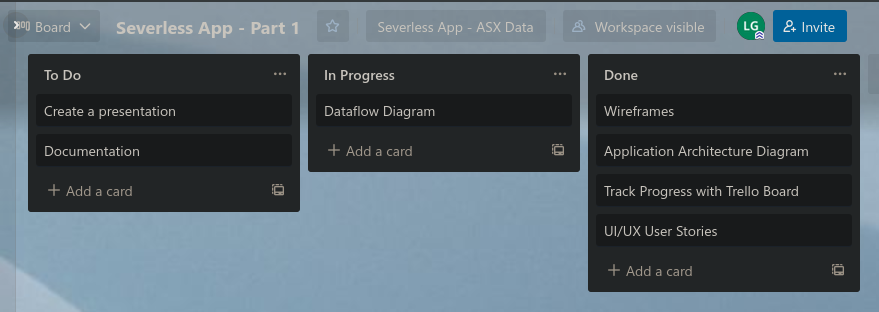 Board
Severless App - Part 1
Severless App - ASX Data
Workspace visible
LG
Invite
To Do
...
Create a presentation
Documentation
+ Add a card
In Progress
...
Dataflow Diagram
+ Add a card
Done
...
Wireframes
Application Architecture Diagram
Track Progress with Trello Board
UI/UX User Stories
+ Add a card